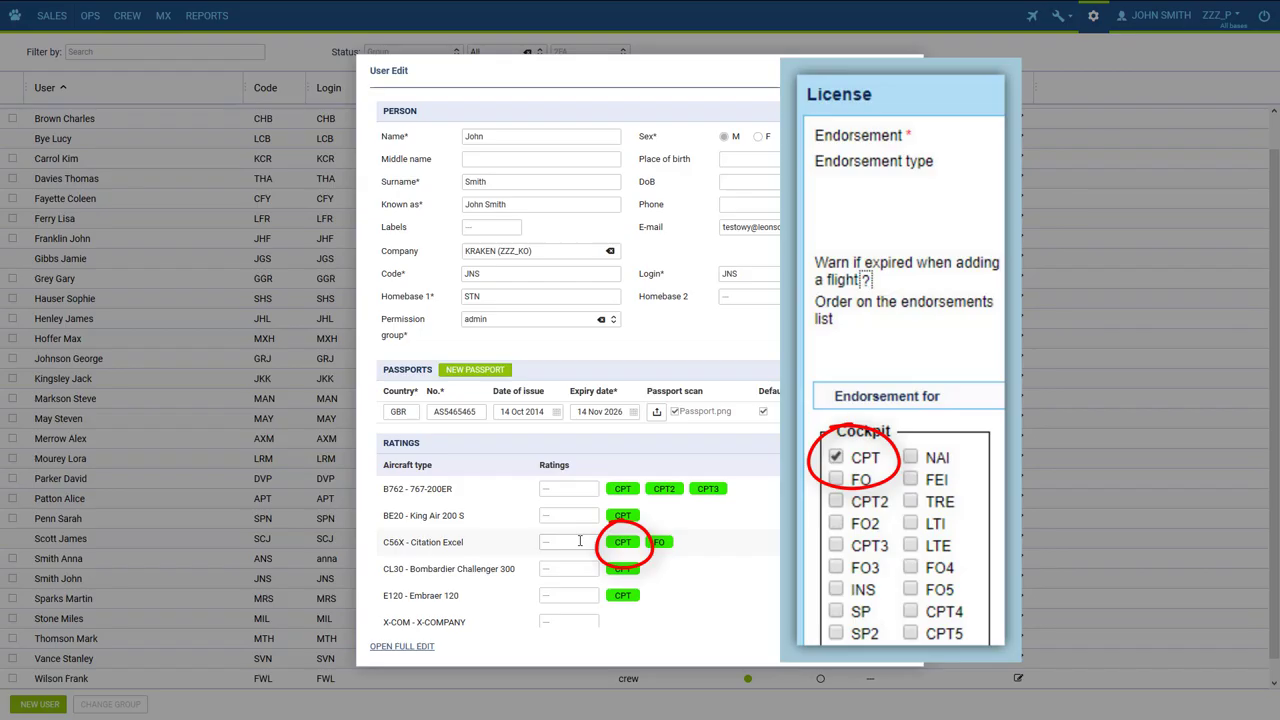 SALES OPS CREW MX REPORTS JOHN SMITH ZZZ_P
All bases
Filter by: Search Status: Group All 2FA
User Code Login
Brown Charles CHB CHB
Bye Lucy LCB LCB
Carrol Kim KCR KCR
Davies Thomas THA THA
Fayette Coleen CFY CFY
Ferry Lisa LFR LFR
Franklin John JHF JHF
Gibbs Jamie JGS JGS
Grey Gary GGR GGR
Hauser Sophie SHS SHS
Henley James JHL JHL
Hoffer Max MHH MHH
Johnson George GRJ GRJ
Kingsley Jack JKG JKG
Markson Steve MAN MAN
May Steven MAY MAY
Merrow Alex AXM AXM
Mourey Lora LRM LRM
Parker David PDV PDV
Patton Alice APT APT
Penn Sarah SPN SPN
Scott James SCJ SCJ
Smith Anna ANS ANS
Smith John JNS JNS
Sparks Martin MRS MRS
Stone Miles MIL MIL
Thomson Mark MTH MTH
Vance Stanley SVN SVN
Wilson Frank FWL FWL crew —
NEW USER CHANGE GROUP
User Edit
PERSON
Name* John Sex* M F
Middle name Place of birth
Surname* Smith DoB
Known as* John Smith Phone
Labels --- E-mail testowy@leonso
Company KRAKEN (ZZZ_KO)
Code* JNS Login* JNS
Homebase 1* STN Homebase 2 ---
Permission group* admin
PASSPORTS NEW PASSPORT
Country* No.* Date of issue Expiry date* Passport scan Defau
GBR AS5465465 14 Oct 2014 14 Nov 2026 Passport.png
RATINGS
Aircraft type Ratings
B762 - 767-200ER --- CPT CPT2 CPT3
BE20 - King Air 200 S --- CPT
C56X - Citation Excel --- CPT FO
CL30 - Bombardier Challenger 300 --- CPT
E120 - Embraer 120 --- CPT
X-COM - X-COMPANY ---
OPEN FULL EDIT
License
Endorsement *
Endorsement type
Warn if expired when adding
a flight?
Order on the endorsements
list
Endorsement for
Cockpit
CPT NAI
FO FEI
CPT2 TRE
FO2 LTI
CPT3 LTE
FO3 FO4
INS FO5
SP CPT4
SP2 CPT5